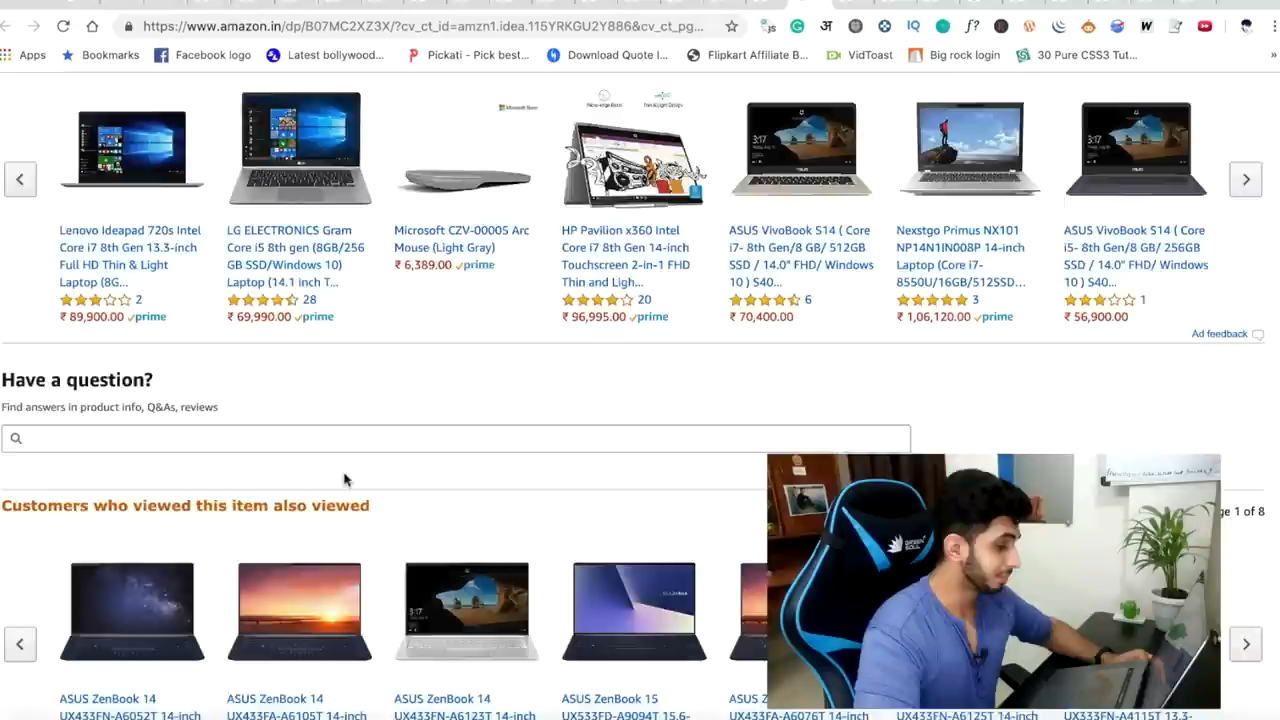 https://www.amazon.in/dp/B07MC2XZ3X/?cv_ct_id=amzn1.idea.115YRKGU2Y886&cv_ct_pg...
Apps
Bookmarks
Facebook logo
Latest bollywood...
Pickati - Pick best...
Download Quote I...
Flipkart Affiliate B...
VidToast
Big rock login
30 Pure CSS3 Tut...
»
Lenovo Ideapad 720s Intel
Core i7 8th Gen 13.3-inch
Full HD Thin & Light
Laptop (8G...
2
₹ 89,900.00 prime
LG ELECTRONICS Gram
Core i5 8th gen (8GB/256
GB SSD/Windows 10)
Laptop (14.1 inch T...
28
₹ 69,990.00 prime
Microsoft CZV-00005 Arc
Mouse (Light Gray)
₹ 6,389.00 prime
HP Pavilion x360 Intel
Core i7 8th Gen 14-inch
Touchscreen 2-in-1 FHD
Thin and Ligh...
20
₹ 96,995.00 prime
ASUS VivoBook S14 ( Core
i7- 8th Gen/8 GB/ 512GB
SSD / 14.0" FHD/ Windows
10 ) S40...
6
₹ 70,400.00
Nexstgo Primus NX101
NP14N1IN008P 14-inch
Laptop (Core i7-
8550U/16GB/512SSD...
3
₹ 1,06,120.00 prime
ASUS VivoBook S14 ( Core
i5- 8th Gen/8 GB/ 256GB
SSD / 14.0" FHD/ Windows
10 ) S40...
1
₹ 56,900.00
Ad feedback
Have a question?
Find answers in product info, Q&As, reviews
Customers who viewed this item also viewed
ge 1 of 8
GREEN SOUL
ASUS ZenBook 14
UX433FN-A6052T 14-inch
ASUS ZenBook 14
UX433FA-A6105T 14-inch
ASUS ZenBook 14
UX433FN-A6123T 14-inch
ASUS ZenBook 15
UX533FD-A9094T 15.6-
ASUS Z
UX433FA-A6076T 14-inch
UX433FN-A6125T 14-inch
UX333FN-A4115T 13.3-